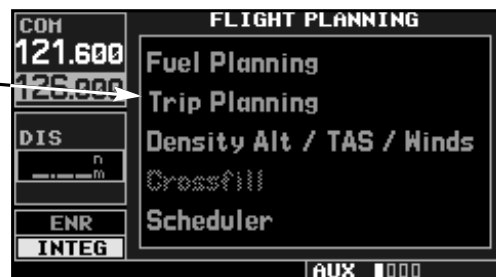 COM
121.600
126.000
DIS
n
m
ENR
INTEG
FLIGHT PLANNING
Fuel Planning
Trip Planning
Density Alt / TAS / Winds
Crossfill
Scheduler
AUX